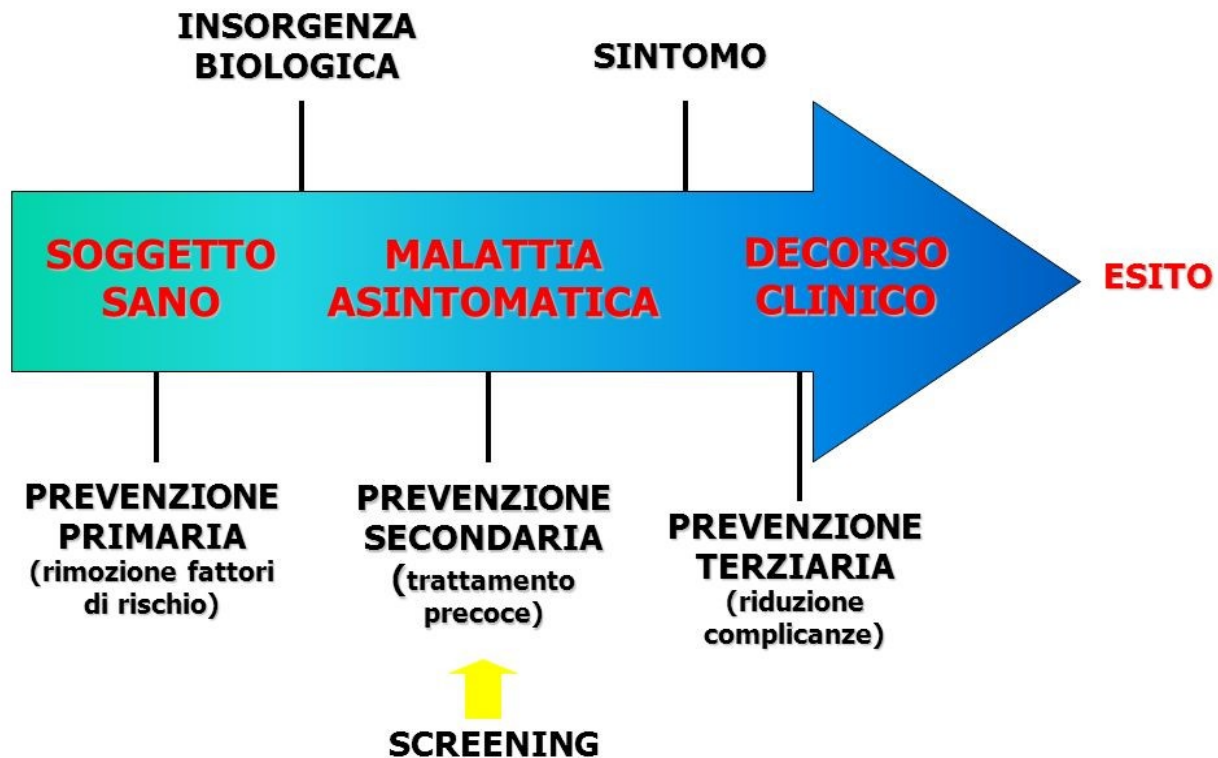 INSORGENZA
BIOLOGICA
SINTOMO
SOGGETTO
SANO
MALATTIA
ASINTOMATICA
DECORSO
CLINICO
ESITO
PREVENZIONE
PRIMARIA
(rimozione fattori
di rischio)
PREVENZIONE
SECONDARIA
(trattamento
precoce)
PREVENZIONE
TERZIARIA
(riduzione
complicanze)
SCREENING